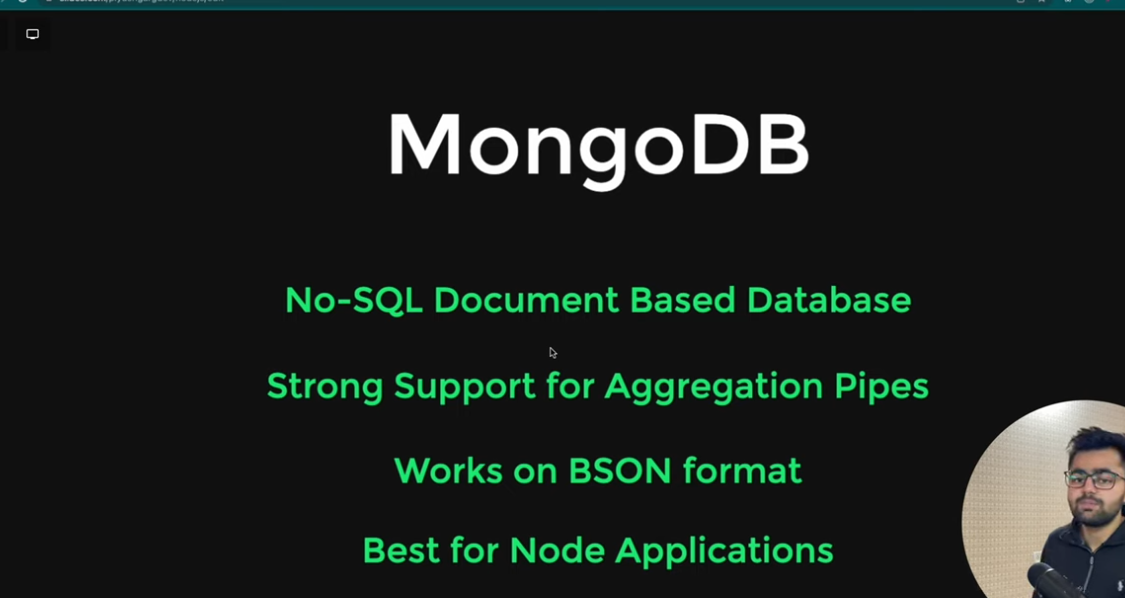 MongoDB
No-SQL Document Based Database
Strong Support for Aggregation Pipes
Works on BSON format
Best for Node Applications